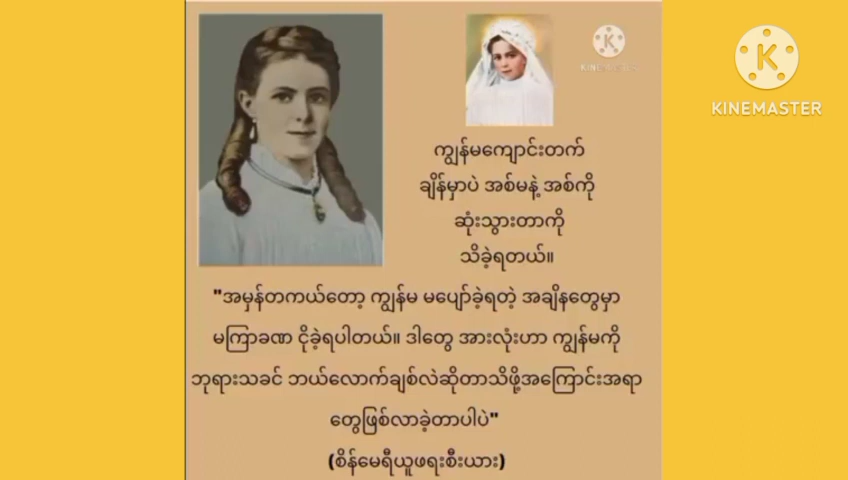 KINEMASTER
KINEMASTER
ကျွန်မကျောင်းတက်
ချိန်မှာပဲ အစ်မနဲ့ အစ်ကို
ဆုံးသွားတာကို
သိခဲ့ရတယ်။
"အမှန်တကယ်တော့ ကျွန်မ မပျော်ခဲ့ရတဲ့ အချိန်တွေမှာ
မကြာခဏ ငိုခဲ့ရပါတယ်။ ဒါတွေ အားလုံးဟာ ကျွန်မကို
ဘုရားသခင် ဘယ်လောက်ချစ်လဲဆိုတာသိဖို့အကြောင်းအရာ
တွေဖြစ်လာခဲ့တာပါပဲ"
(စိန်မေရီယူဖရးစီးယား)